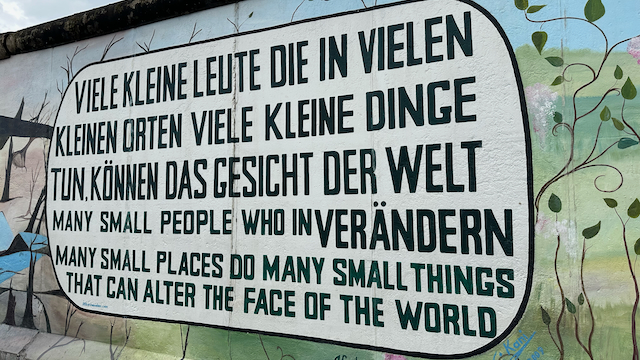 VIELE KLEINE LEUTE DIE IN VIELEN
KLEINEN ORTEN VIELE KLEINE DINGE
TUN, KÖNNEN DAS GESICHT DER WELT
MANY SMALL PEOPLE WHO IN VERÄNDERN
MANY SMALL PLACES DO MANY SMALL THINGS
THAT CAN ALTER THE FACE OF THE WORLD